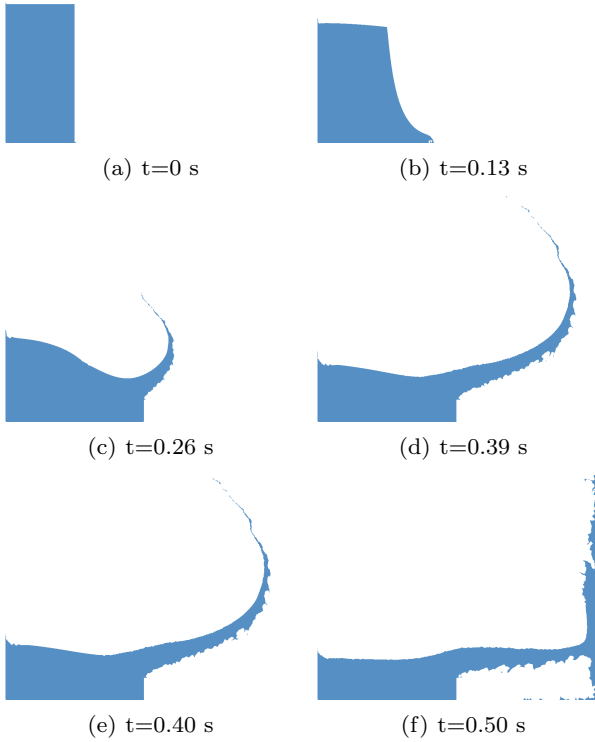 (a) t=0 s
(b) t=0.13 s
(c) t=0.26 s
(d) t=0.39 s
(e) t=0.40 s
(f) t=0.50 s